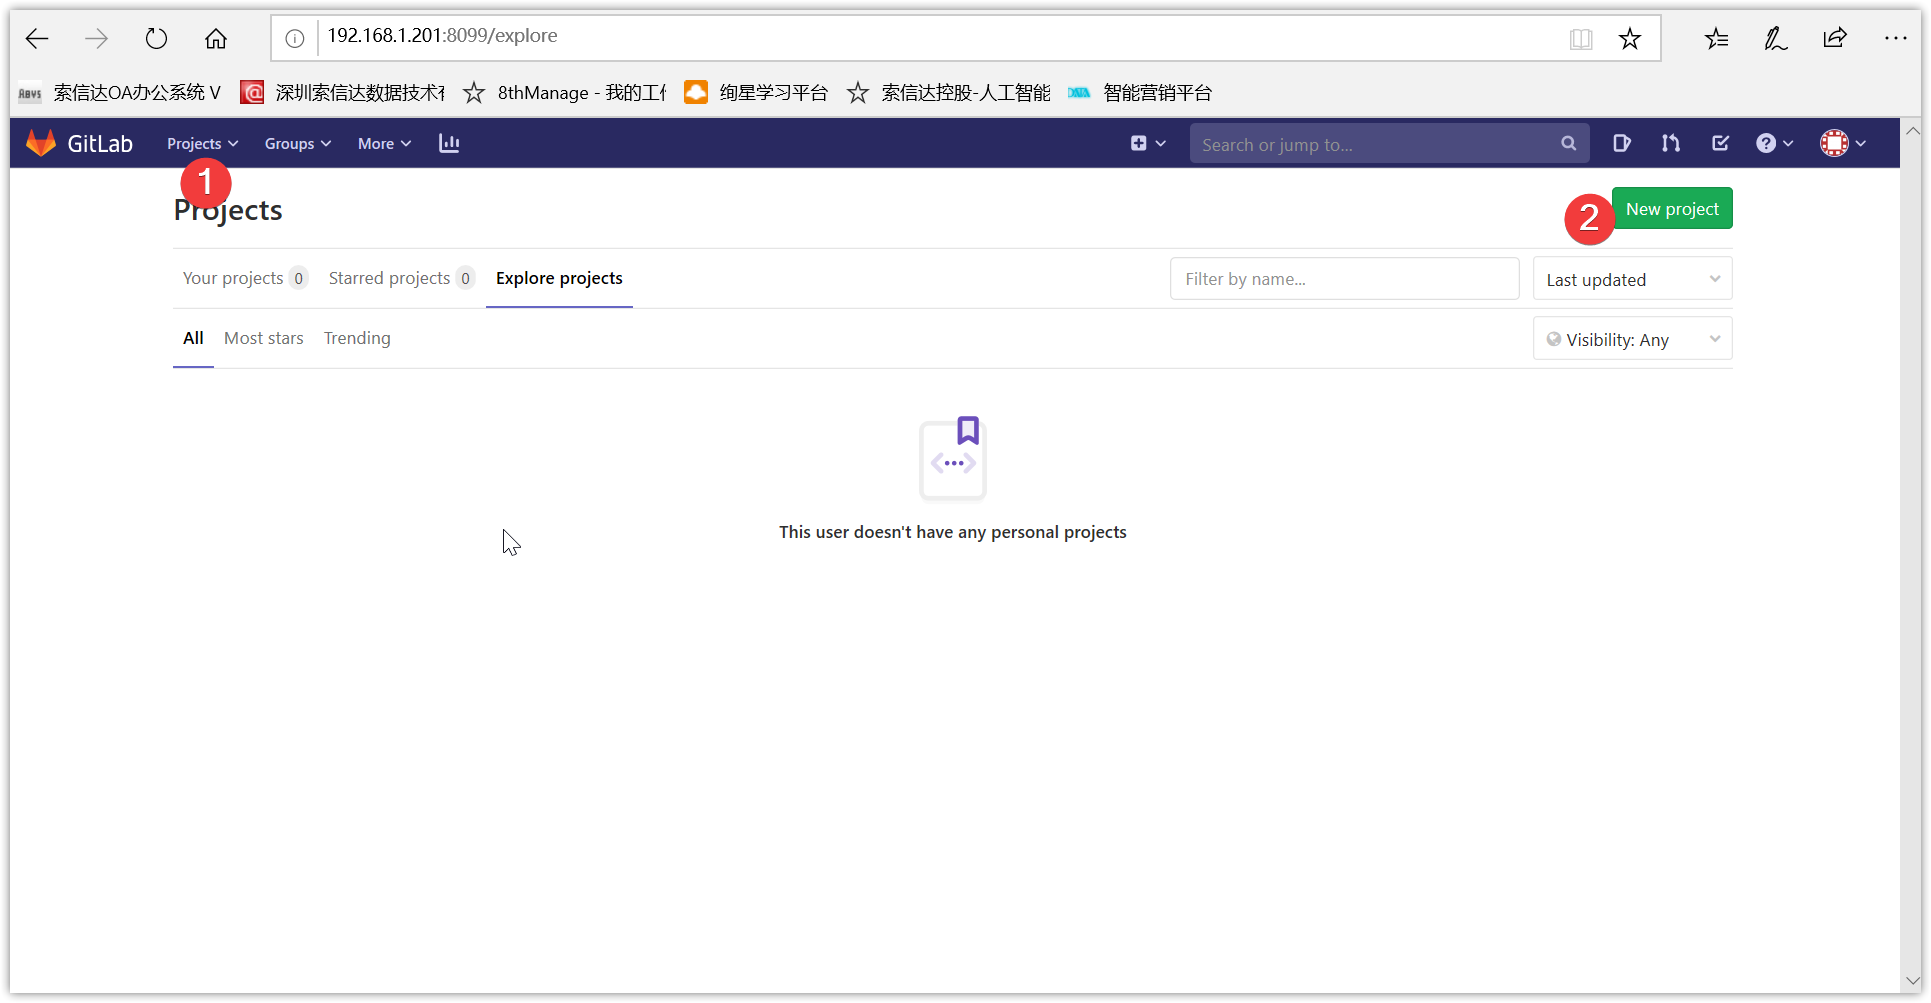 192.168.1.201:8099/explore
ABVS 索信达OA办公系统 V @ 深圳索信达数据技术有 8thManage - 我的工作 绚星学习平台 索信达控股-人工智能 DNA 智能营销平台
GitLab Projects Groups More Search or jump to...
1
Projects
2
New project
Your projects 0 Starred projects 0 Explore projects Filter by name... Last updated
All Most stars Trending Visibility: Any
This user doesn't have any personal projects